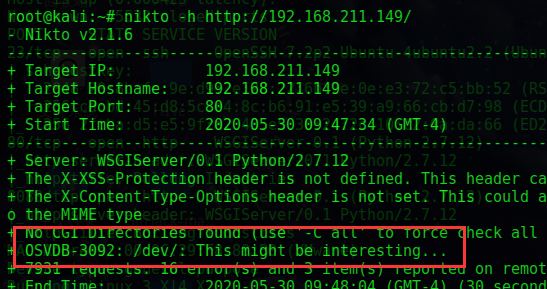 root@kali:~# nikto -h http://192.168.211.149/
- Nikto v2.1.6
---------------------------------------------------------------------------
+ Target IP:          192.168.211.149
+ Target Hostname:    192.168.211.149
+ Target Port:        80
+ Start Time:         2020-05-30 09:47:34 (GMT-4)
---------------------------------------------------------------------------
+ Server: WSGIServer/0.1 Python/2.7.12
+ The X-XSS-Protection header is not defined. This header ca
+ The X-Content-Type-Options header is not set. This could a
o the MIME type
+ No CGI Directories found (use '-C all' to force check all
+ OSVDB-3092: /dev/: This might be interesting...
+ 7931 requests: 16 error(s) and 3 item(s) reported on remot
+ End Time:           2020-05-30 09:48:04 (GMT-4) (30 second